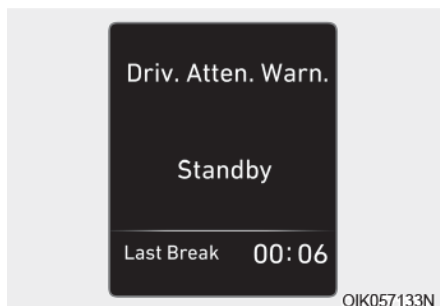 Driv. Atten. Warn.
Standby
Last Break 00:06
OIK057133N